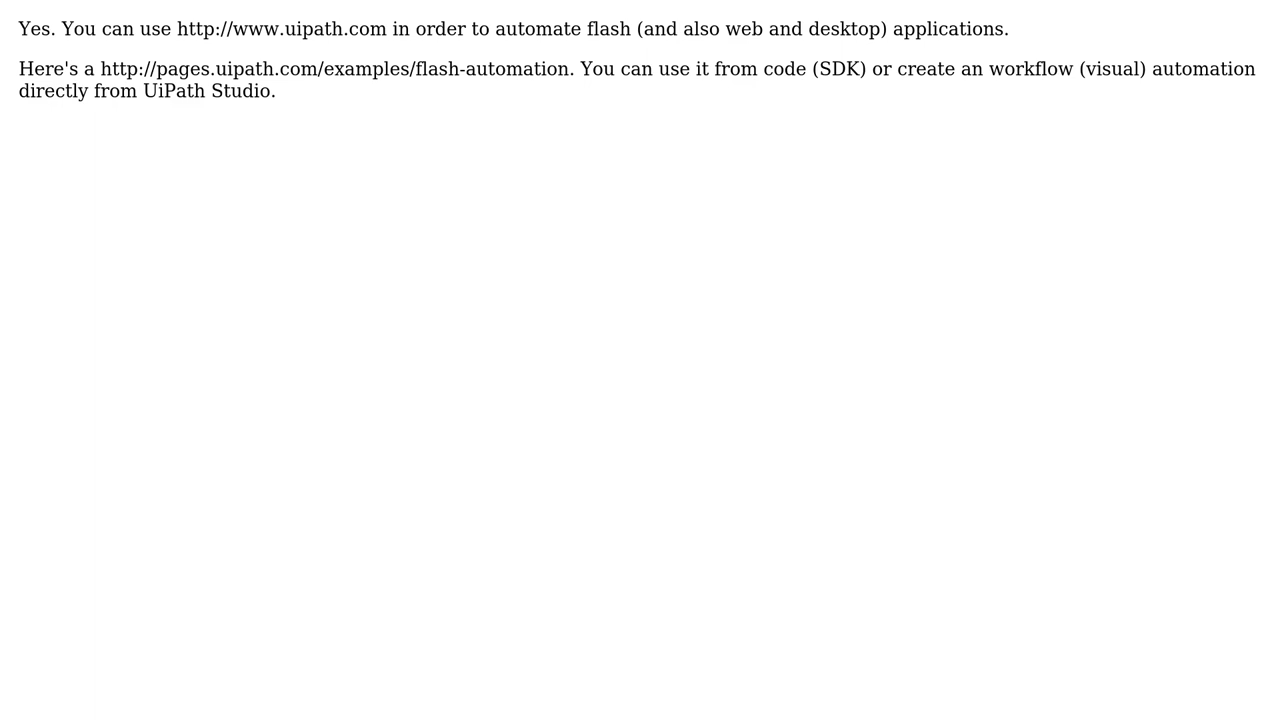 Yes. You can use http://www.uipath.com in order to automate flash (and also web and desktop) applications.
Here's a http://pages.uipath.com/examples/flash-automation. You can use it from code (SDK) or create an workflow (visual) automation
directly from UiPath Studio.